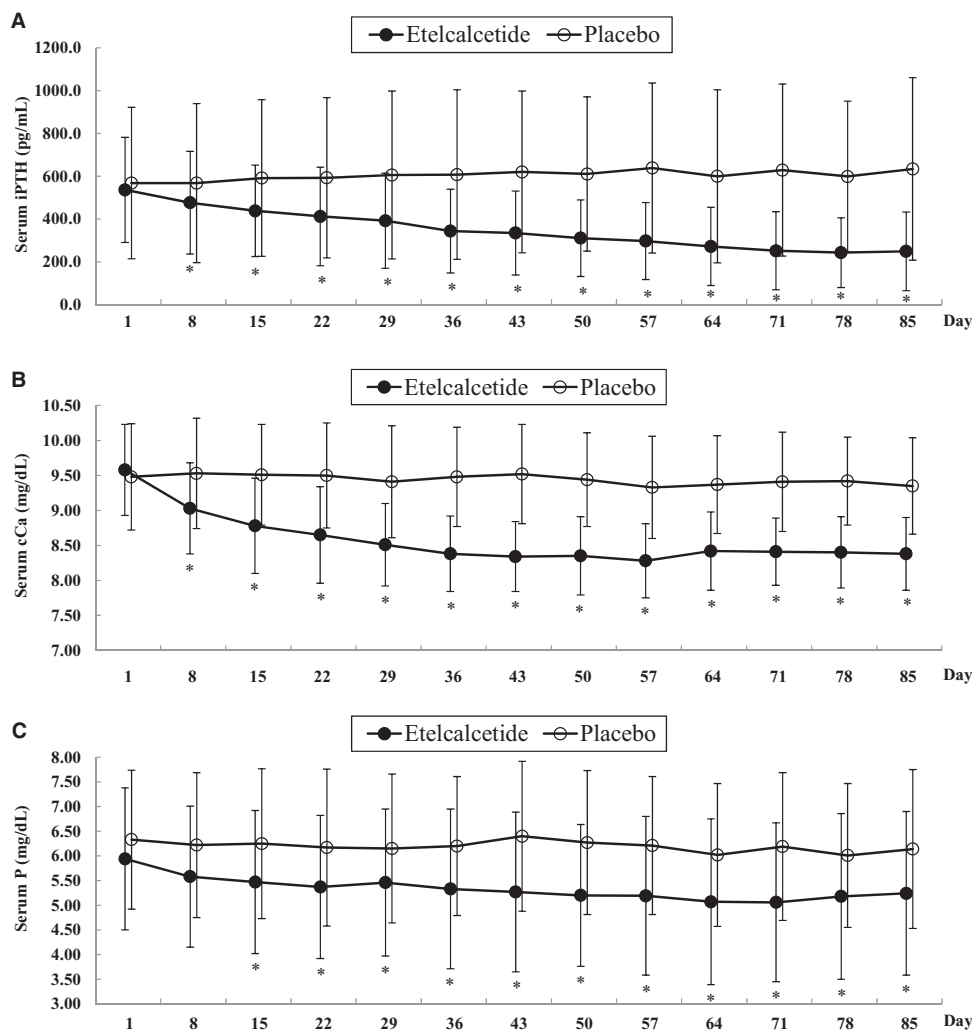 A
Etelcalcetide Placebo
Serum iPTH (pg/mL)
1200.0
1000.0
800.0
600.0
400.0
200.0
0.0
* * * * * * * * * * * *
1 8 15 22 29 36 43 50 57 64 71 78 85 Day
B
Etelcalcetide Placebo
Serum cCa (mg/dL)
10.50
10.00
9.50
9.00
8.50
8.00
7.50
7.00
* * * * * * * * * * * *
1 8 15 22 29 36 43 50 57 64 71 78 85 Day
C
Etelcalcetide Placebo
Serum P (mg/dL)
8.00
7.50
7.00
6.50
6.00
5.50
5.00
4.50
4.00
3.50
3.00
* * * * * * * * * * *
1 8 15 22 29 36 43 50 57 64 71 78 85 Day